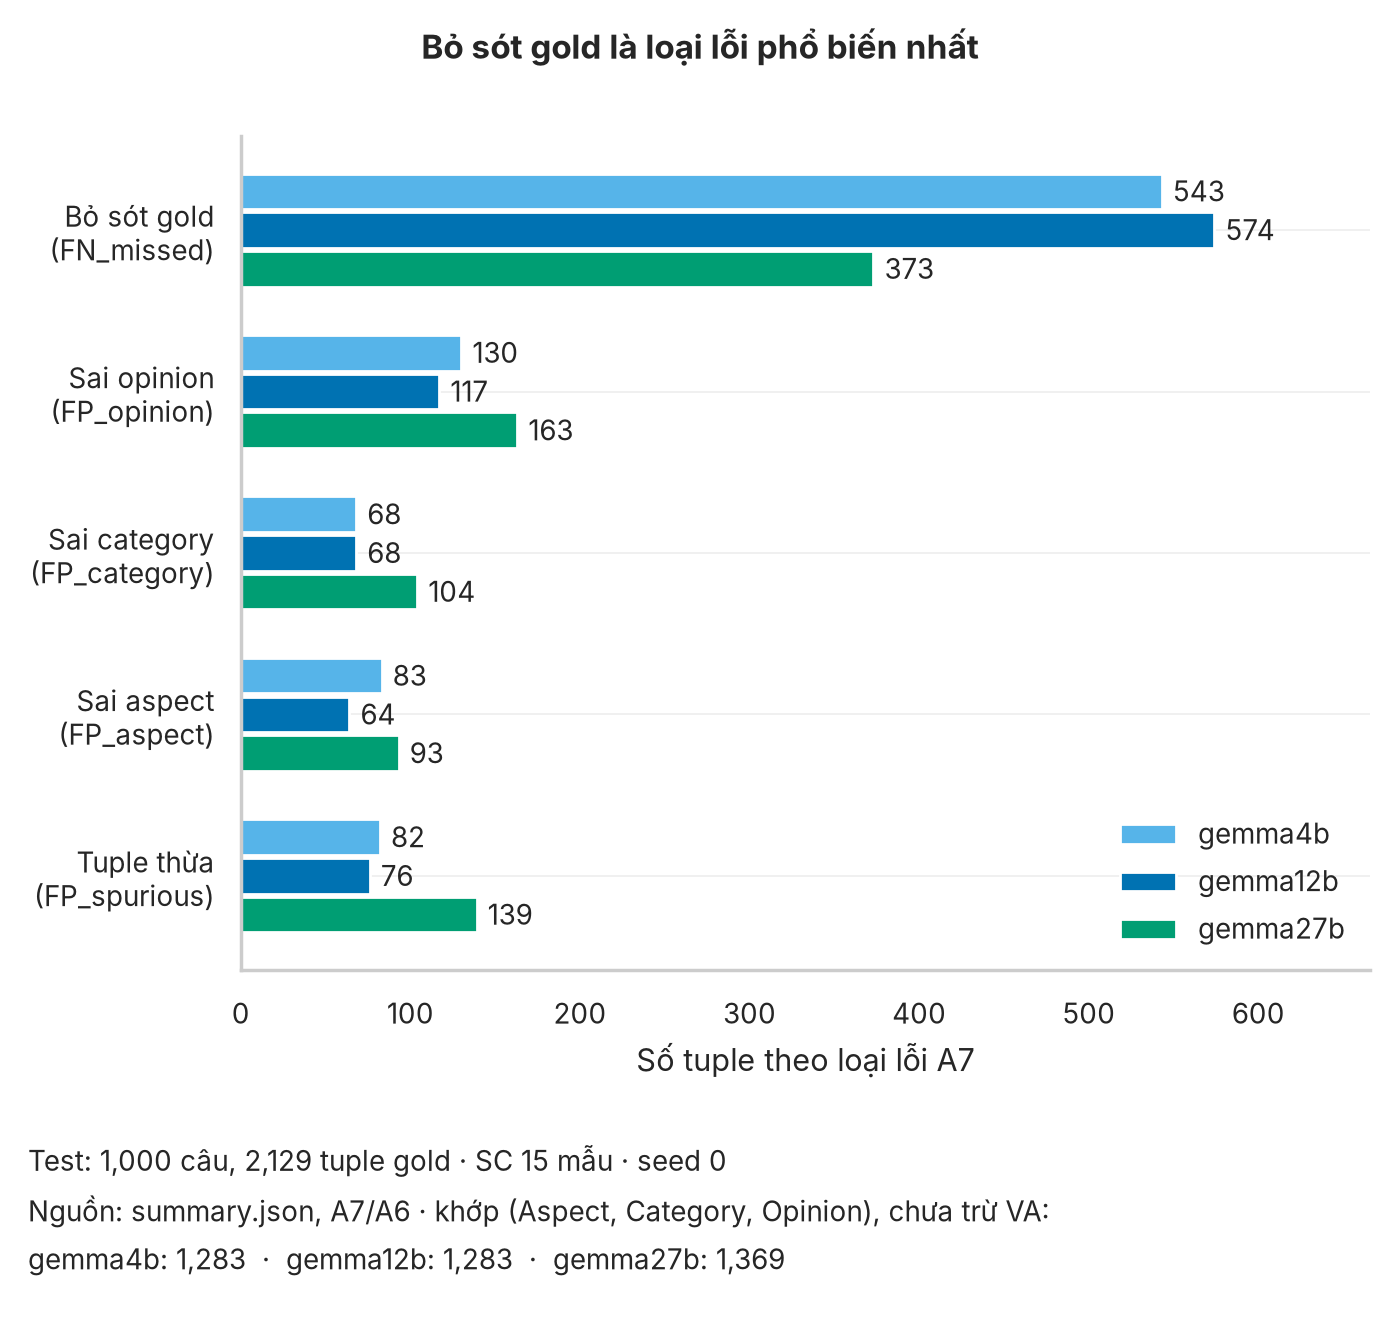 Bỏ sót gold là loại lỗi phổ biến nhất
Bỏ sót gold
(FN_missed)
543
574
373
Sai opinion
(FP_opinion)
130
117
163
Sai category
(FP_category)
68
68
104
Sai aspect
(FP_aspect)
83
64
93
Tuple thừa
(FP_spurious)
82
76
139
gemma4b
gemma12b
gemma27b
0 100 200 300 400 500 600
Số tuple theo loại lỗi A7
Test: 1,000 câu, 2,129 tuple gold · SC 15 mẫu · seed 0
Nguồn: summary.json, A7/A6 · khớp (Aspect, Category, Opinion), chưa trừ VA:
gemma4b: 1,283 · gemma12b: 1,283 · gemma27b: 1,369